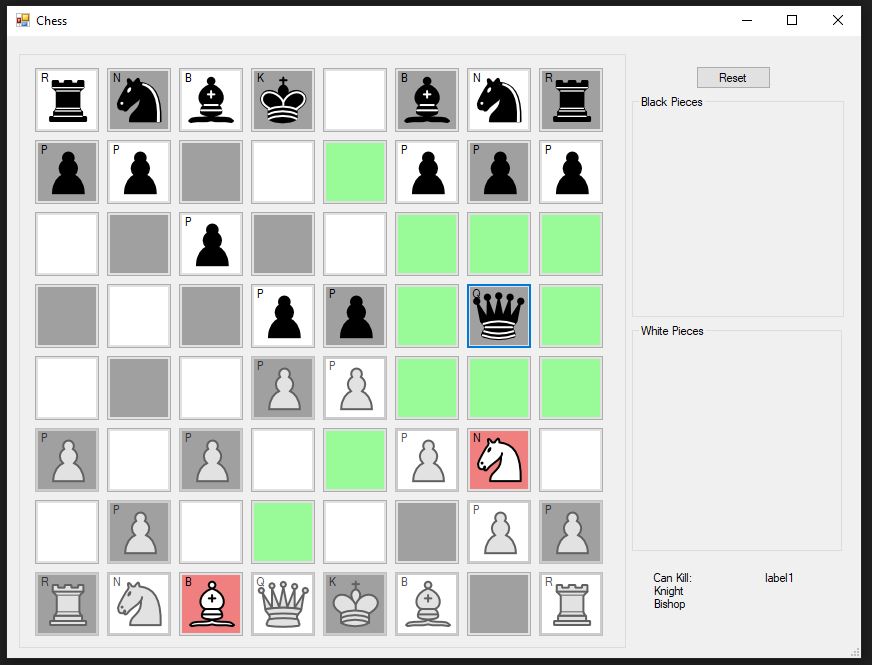 Chess
Reset
R N B K B N R
Black Pieces
P P P P P
P
P P Q
White Pieces
P P
P P P N
P P P
R N B Q K B R
Can Kill: label1
Knight
Bishop